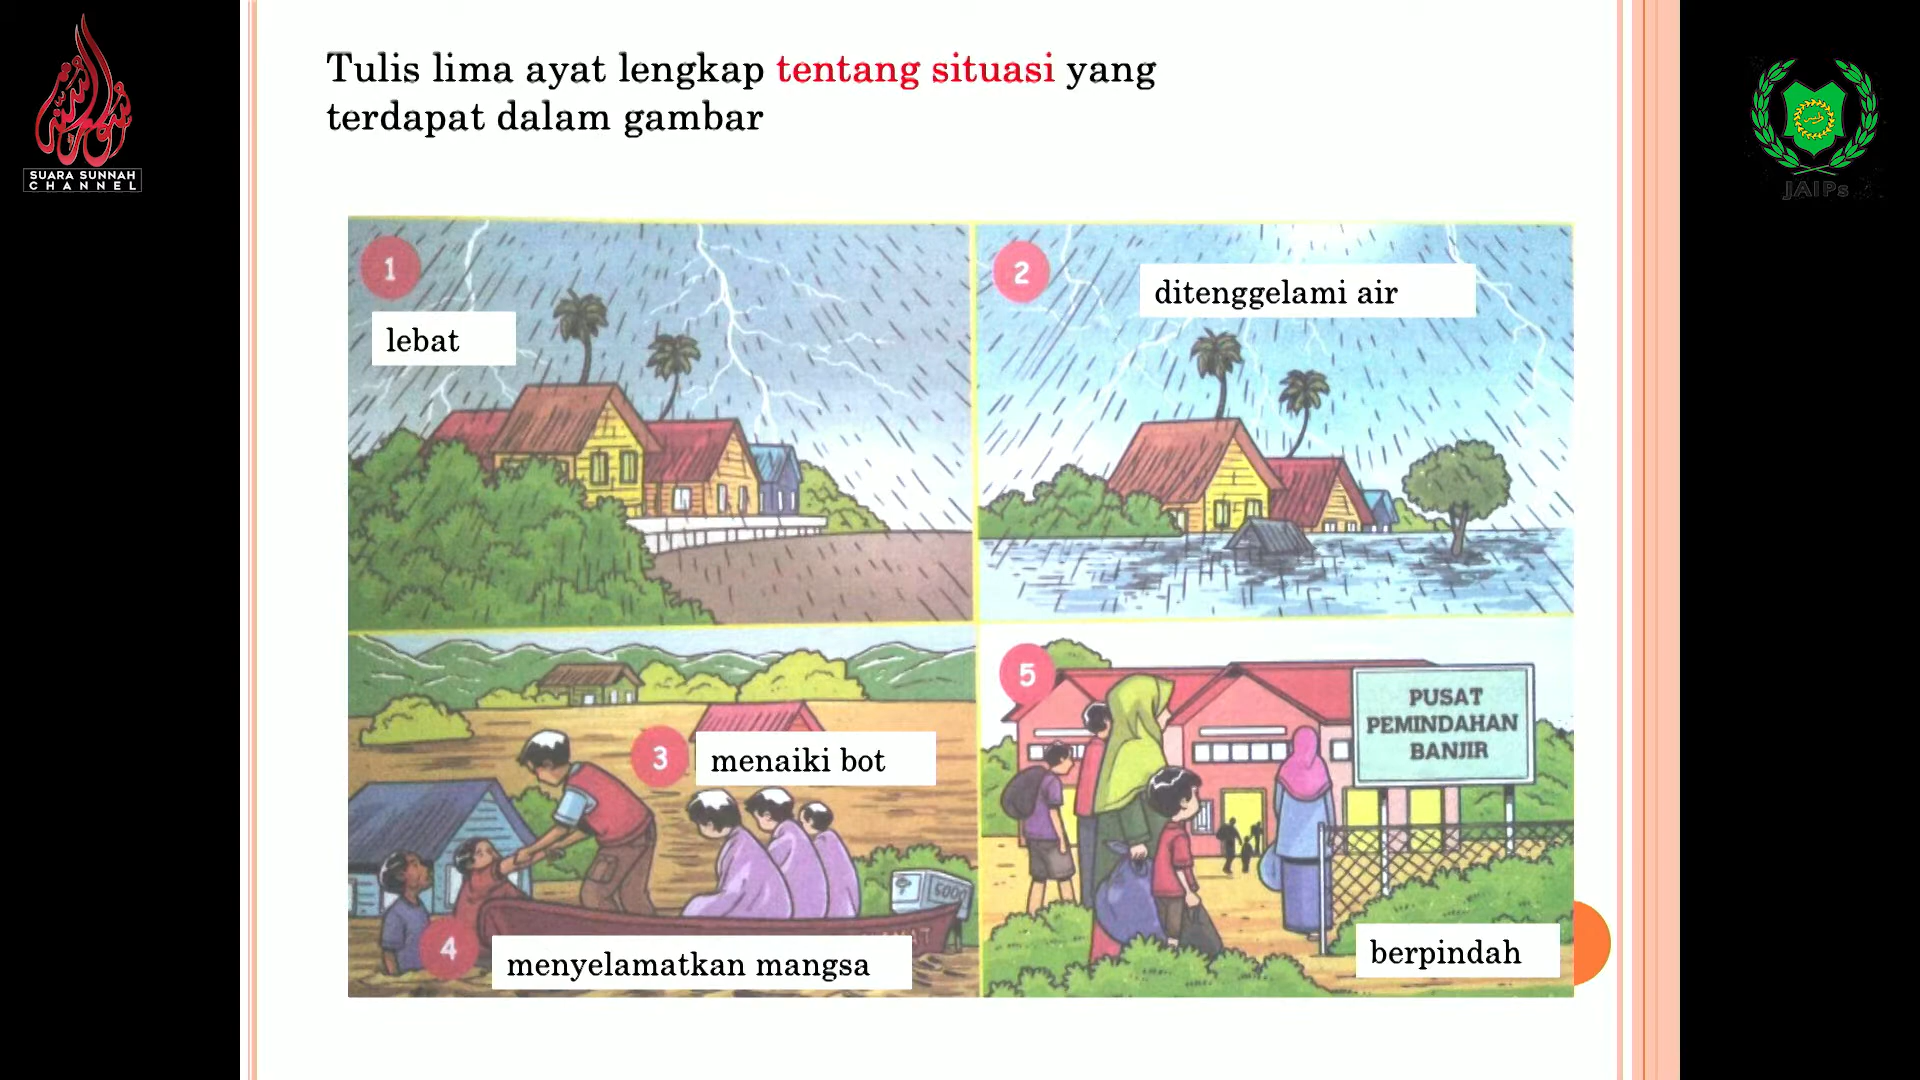 Tulis lima ayat lengkap tentang situasi yang
terdapat dalam gambar
SUARA SUNNAH
CHANNEL
JAIPs
1
lebat
2
ditenggelami air
3
menaiki bot
5000
4
menyelamatkan mangsa
5
PUSAT
PEMINDAHAN
BANJIR
berpindah